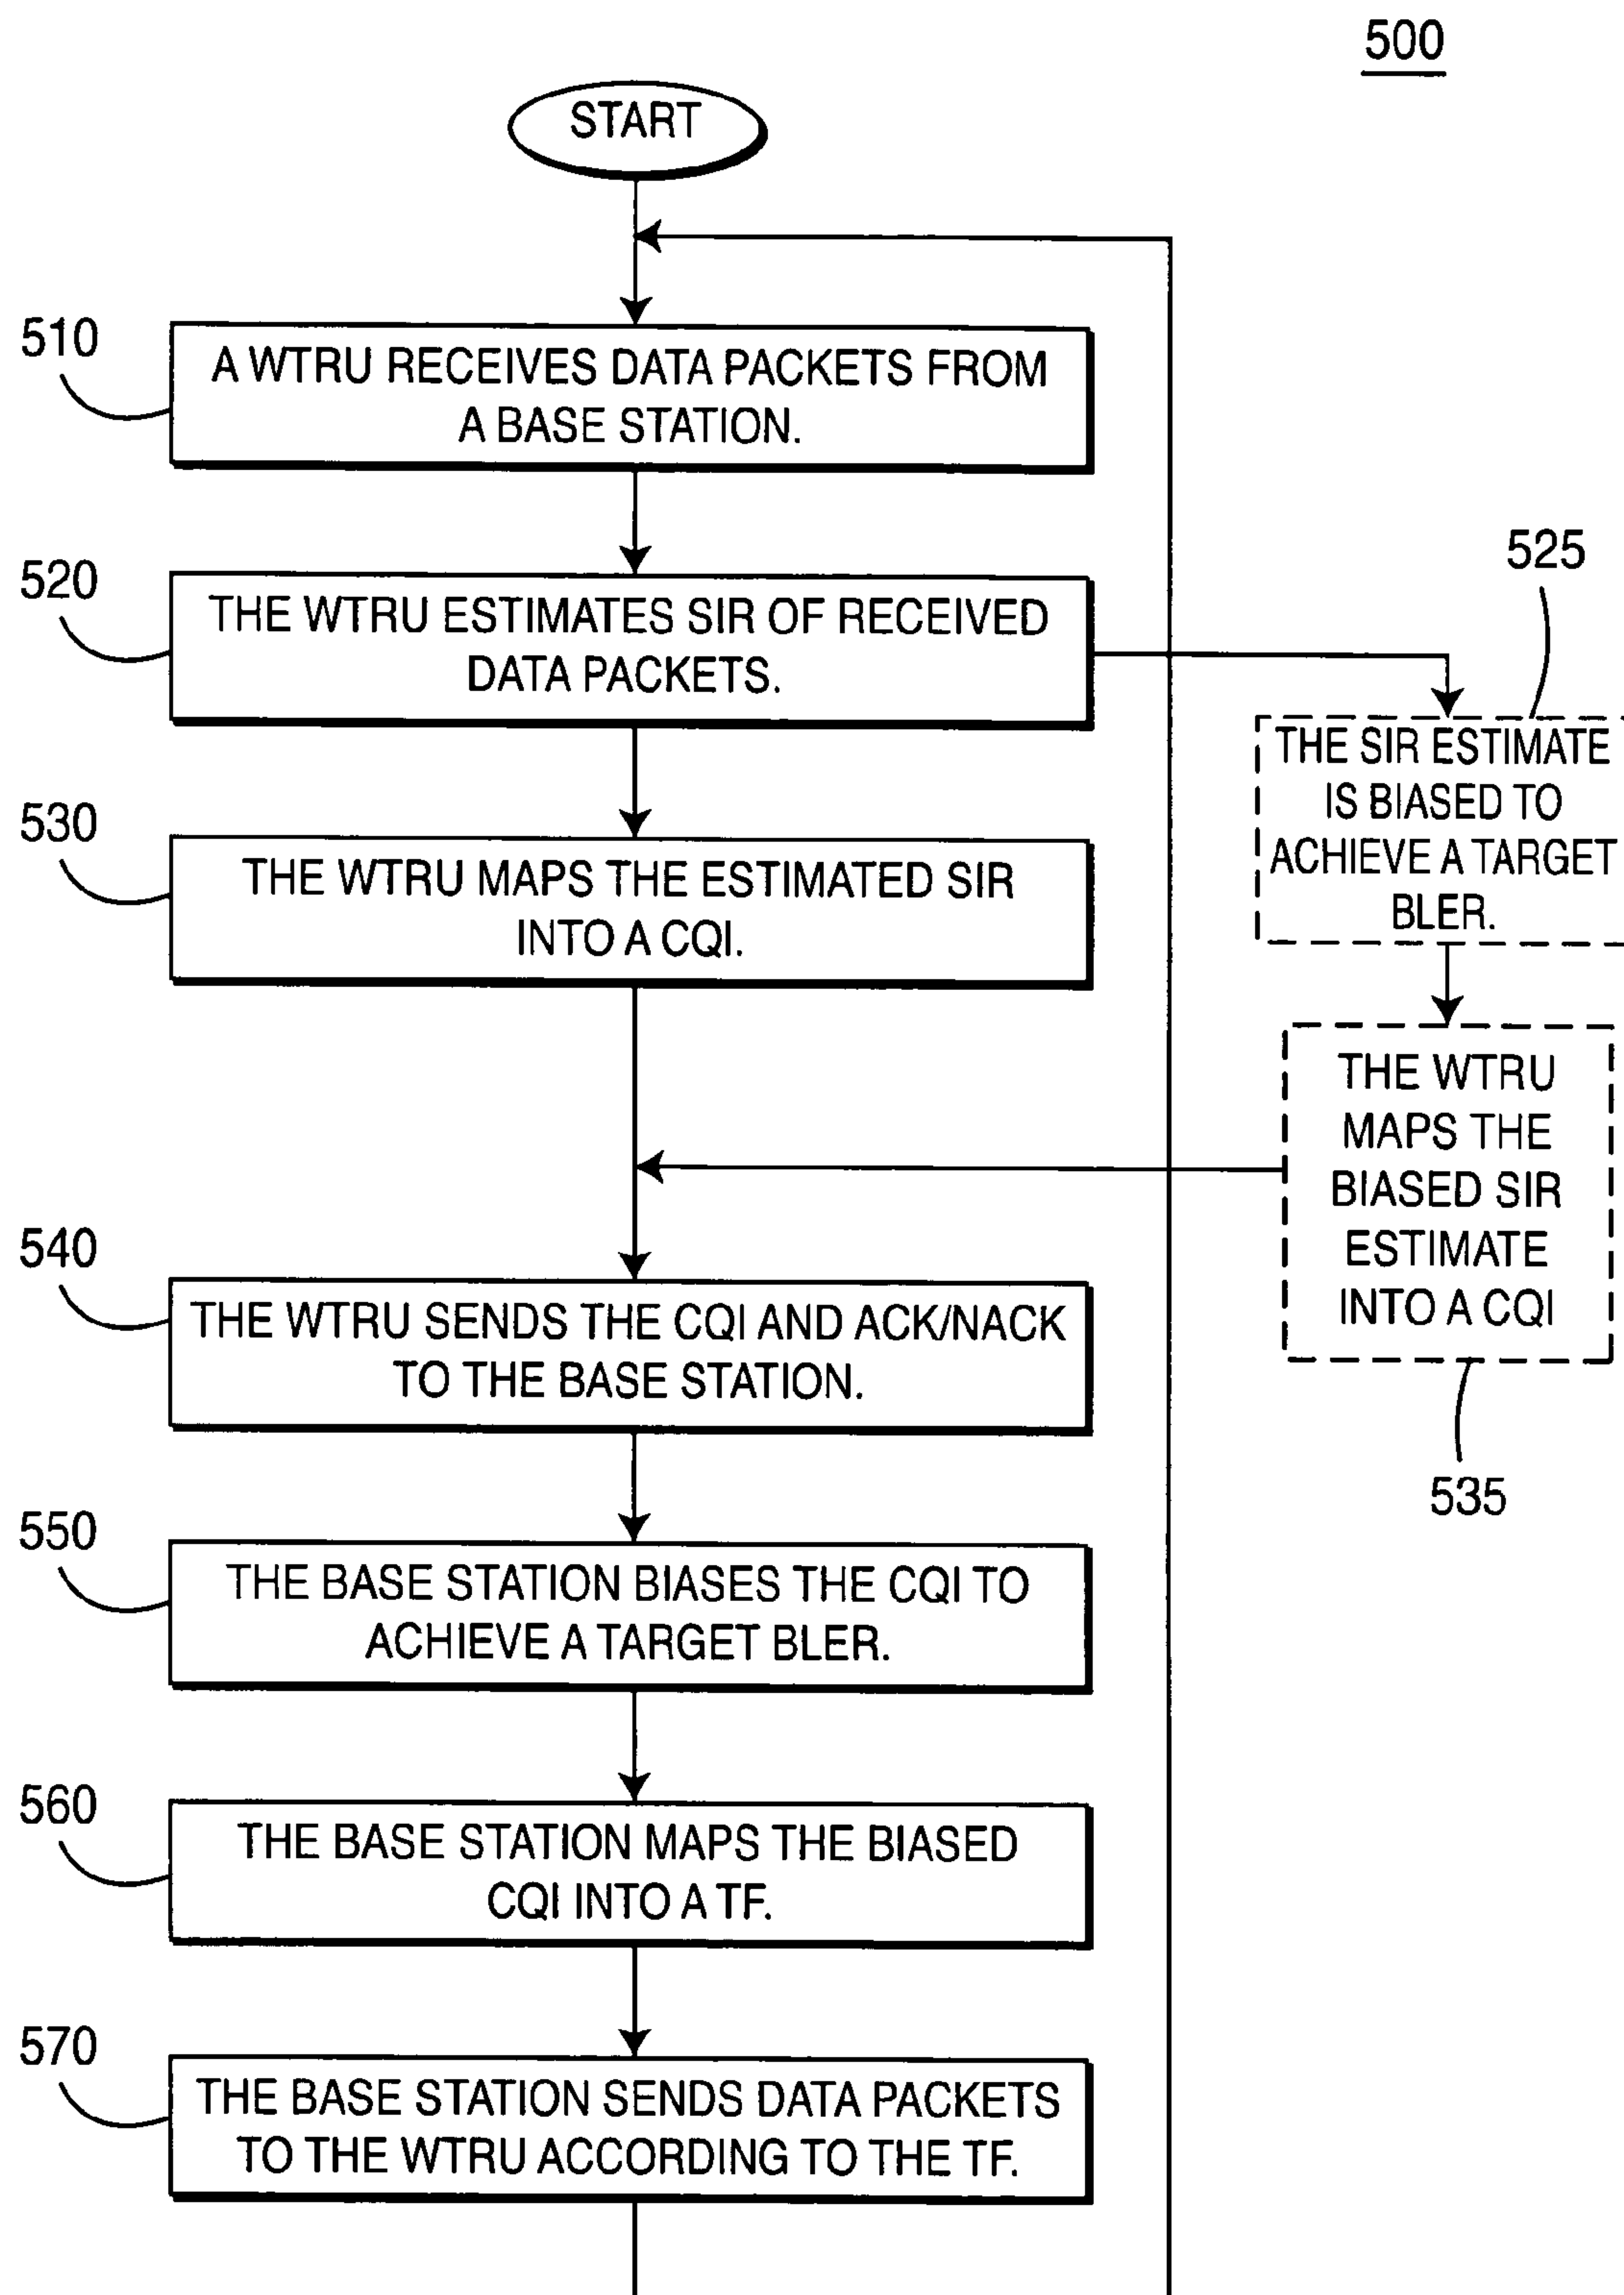 500
START
510
A WTRU RECEIVES DATA PACKETS FROM
A BASE STATION.
520
THE WTRU ESTIMATES SIR OF RECEIVED
DATA PACKETS.
525
THE SIR ESTIMATE
IS BIASED TO
ACHIEVE A TARGET
BLER.
530
THE WTRU MAPS THE ESTIMATED SIR
INTO A CQI.
THE WTRU
MAPS THE
BIASED SIR
ESTIMATE
INTO A CQI
535
540
THE WTRU SENDS THE CQI AND ACK/NACK
TO THE BASE STATION.
550
THE BASE STATION BIASES THE CQI TO
ACHIEVE A TARGET BLER.
560
THE BASE STATION MAPS THE BIASED
CQI INTO A TF.
570
THE BASE STATION SENDS DATA PACKETS
TO THE WTRU ACCORDING TO THE TF.